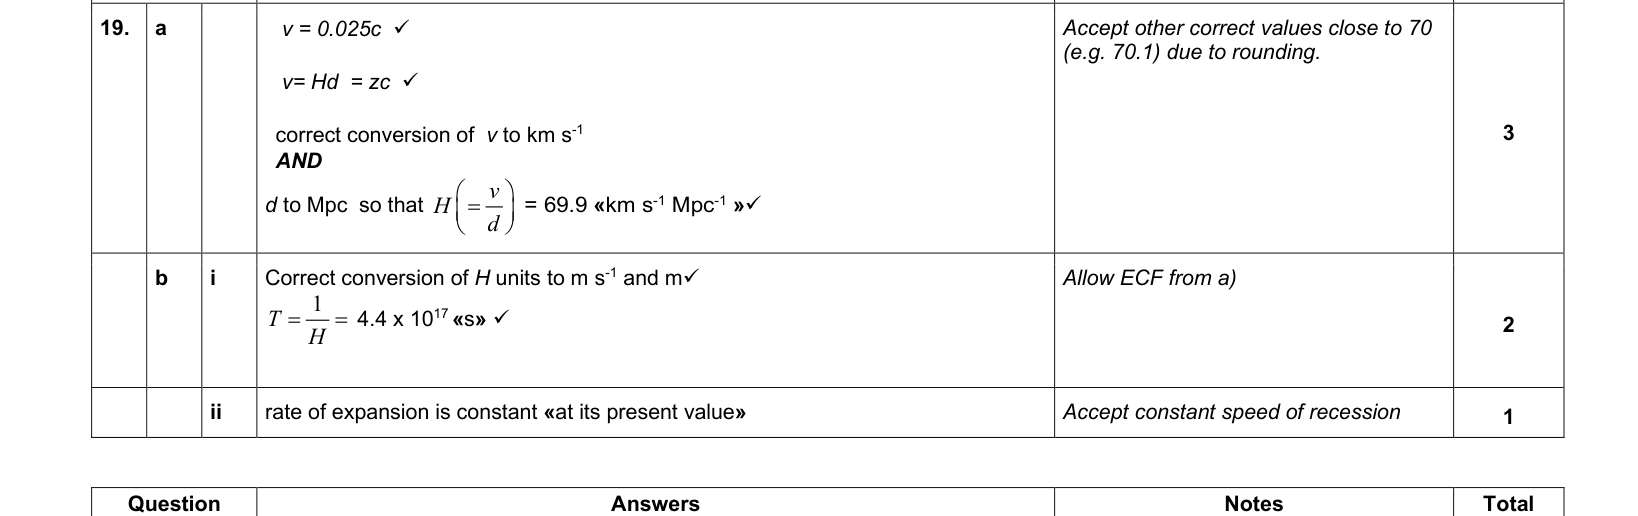 19. a v = 0.025c ✓ Accept other correct values close to 70
(e.g. 70.1) due to rounding.
v= Hd = zc ✓
correct conversion of v to km s⁻¹ 3
AND
d to Mpc so that H(=v/d) = 69.9 «km s⁻¹ Mpc⁻¹ »✓
b i Correct conversion of H units to m s⁻¹ and m✓ Allow ECF from a)
T = 1/H = 4.4 x 10¹⁷ «s» ✓ 2
ii rate of expansion is constant «at its present value» Accept constant speed of recession 1
Question Answers Notes Total